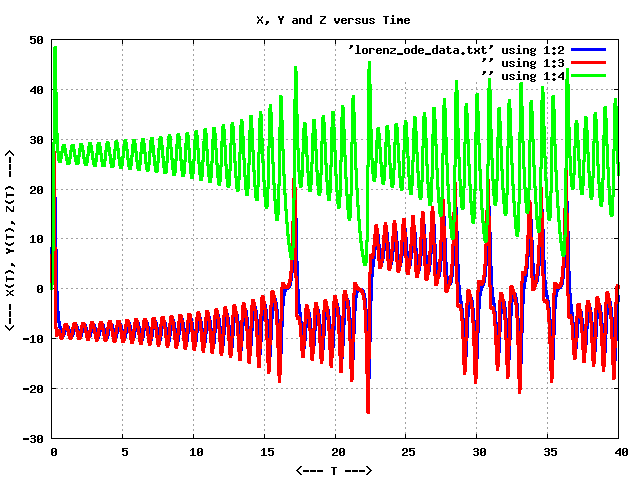 X, Y and Z versus Time
'lorenz_ode_data.txt' using 1:2
'' using 1:3
'' using 1:4
50
40
30
20
10
0
-10
-20
-30
<--- X(T), Y(T), Z(T) --->
0 5 10 15 20 25 30 35 40
<--- T --->